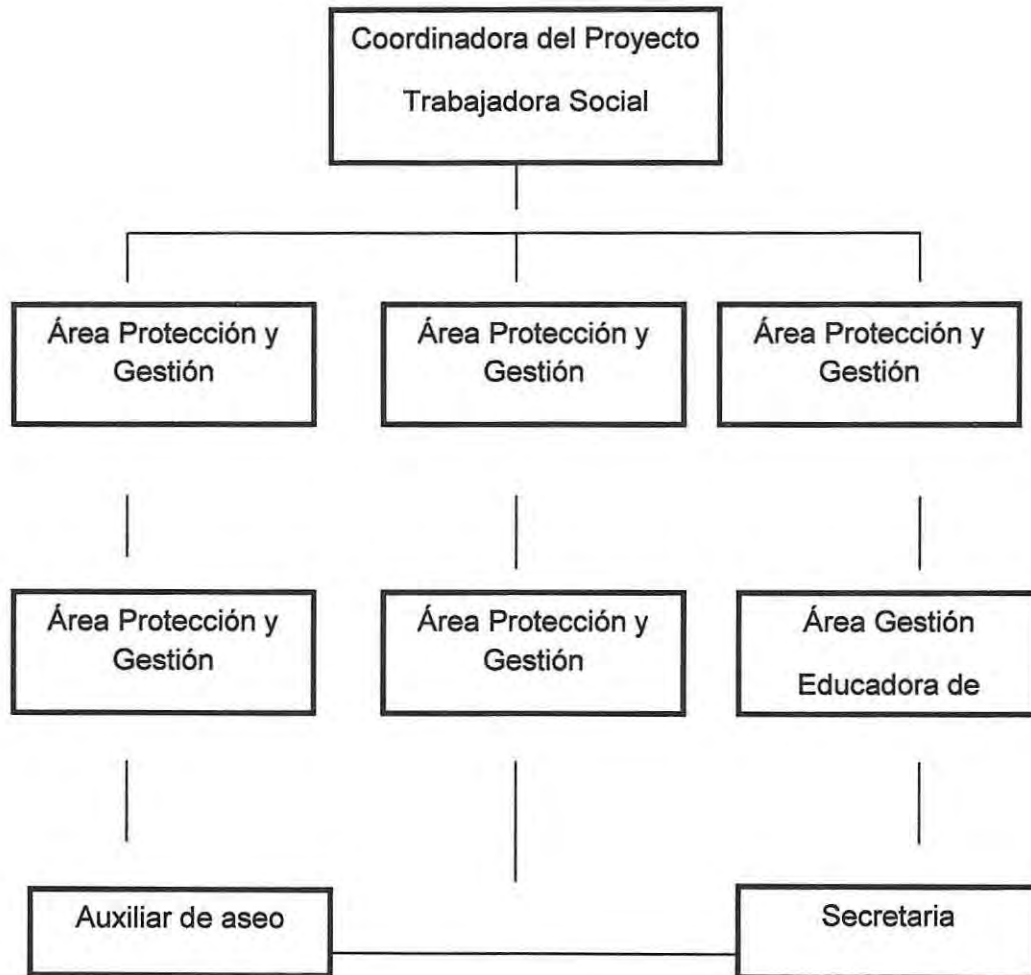 Coordinadora del Proyecto
Trabajadora Social
Área Protección y
Gestión
Área Protección y
Gestión
Área Protección y
Gestión
Área Protección y
Gestión
Área Protección y
Gestión
Área Gestión
Educadora de
Auxiliar de aseo
Secretaria